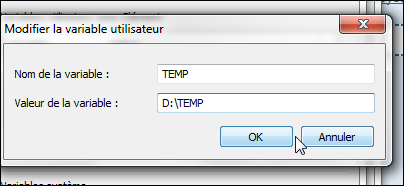 Modifier la variable utilisateur
Nom de la variable : TEMP
Valeur de la variable : D:\TEMP
OK Annuler